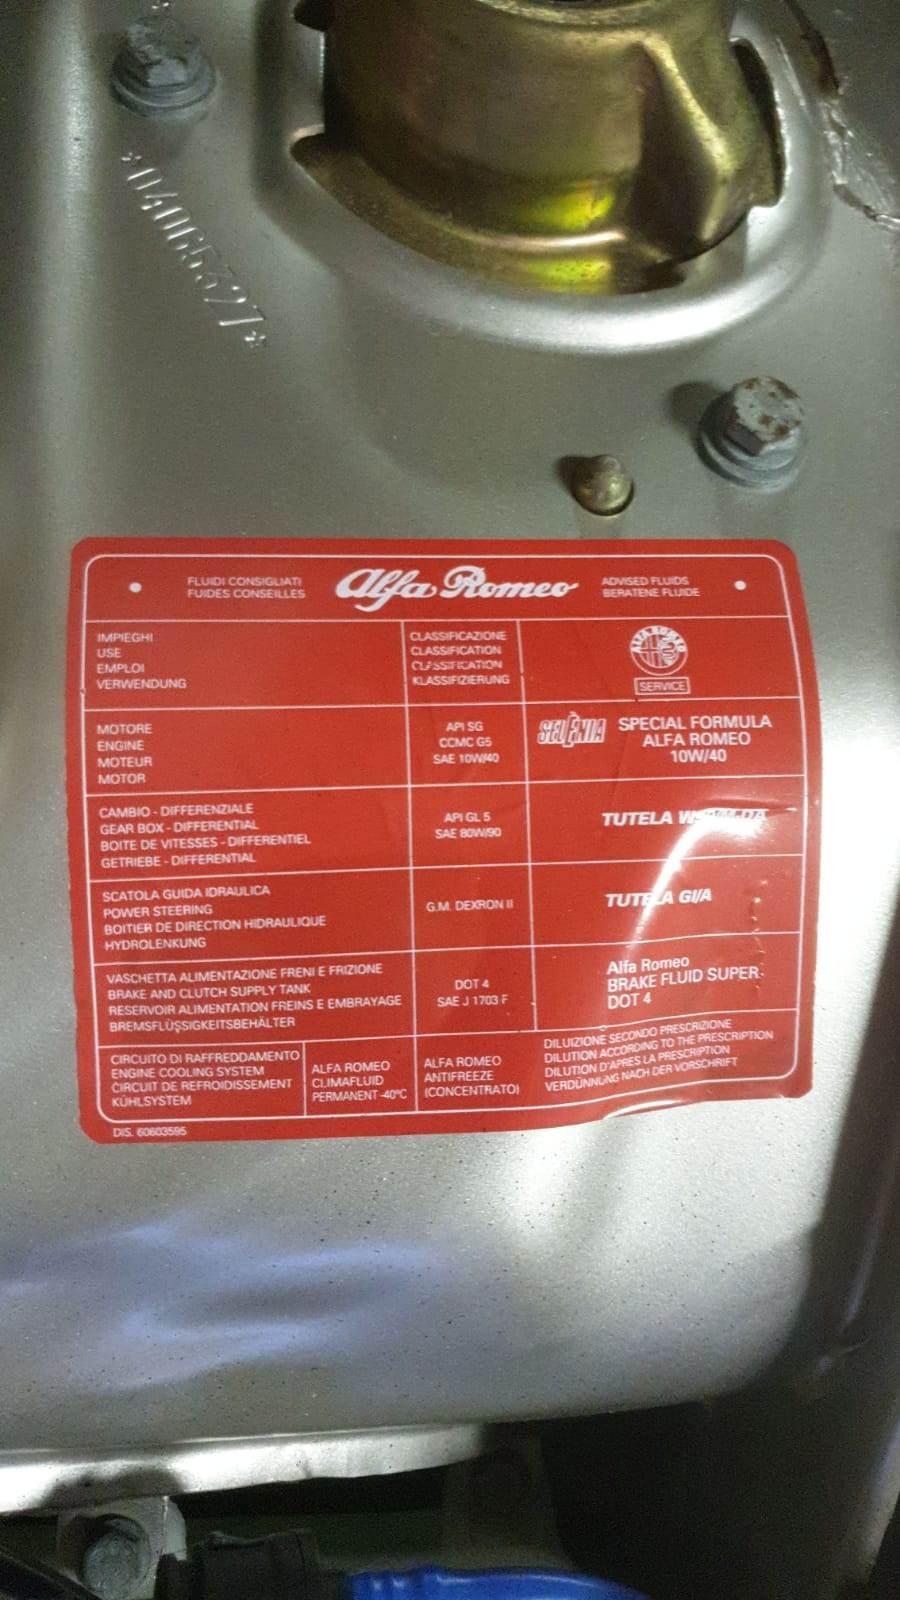 *04065327*
FLUIDI CONSIGLIATI
FUIDES CONSEILLES
Alfa Romeo
ADVISED FLUIDS
BERATENE FLUIDE
IMPIEGHI
USE
EMPLOI
VERWENDUNG
CLASSIFICAZIONE
CLASSIFICATION
CLASSIFICATION
KLASSIFIZIERUNG
ALFA ROMEO
SERVICE
MOTORE
ENGINE
MOTEUR
MOTOR
API SG
CCMC G5
SAE 10W/40
SELÈNIA
SPECIAL FORMULA
ALFA ROMEO
10W/40
CAMBIO - DIFFERENZIALE
GEAR BOX - DIFFERENTIAL
BOITE DE VITESSES - DIFFERENTIEL
GETRIEBE - DIFFERENTIAL
API GL 5
SAE 80W/90
TUTELA
SCATOLA GUIDA IDRAULICA
POWER STEERING
BOITIER DE DIRECTION HIDRAULIQUE
HYDROLENKUNG
G.M. DEXRON II
TUTELA GI/A
VASCHETTA ALIMENTAZIONE FRENI E FRIZIONE
BRAKE AND CLUTCH SUPPLY TANK
RESERVOIR ALIMENTATION FREINS E EMBRAYAGE
BREMSFLÜSSIGKEITSBEHÄLTER
DOT 4
SAE J 1703 F
Alfa Romeo
BRAKE FLUID SUPER
DOT 4
CIRCUITO DI RAFFREDDAMENTO
ENGINE COOLING SYSTEM
CIRCUIT DE REFROIDISSEMENT
KÜHLSYSTEM
ALFA ROMEO
CLIMAFLUID
PERMANENT -40°C
ALFA ROMEO
ANTIFREEZE
(CONCENTRATO)
DILUIZIONE SECONDO PRESCRIZIONE
DILUTION ACCORDING TO THE PRESCRIPTION
DILUTION D'APRES LA PRESCRIPTION
VERDÜNNUNG NACH DER VORSCHRIFT
DIS. 60603595